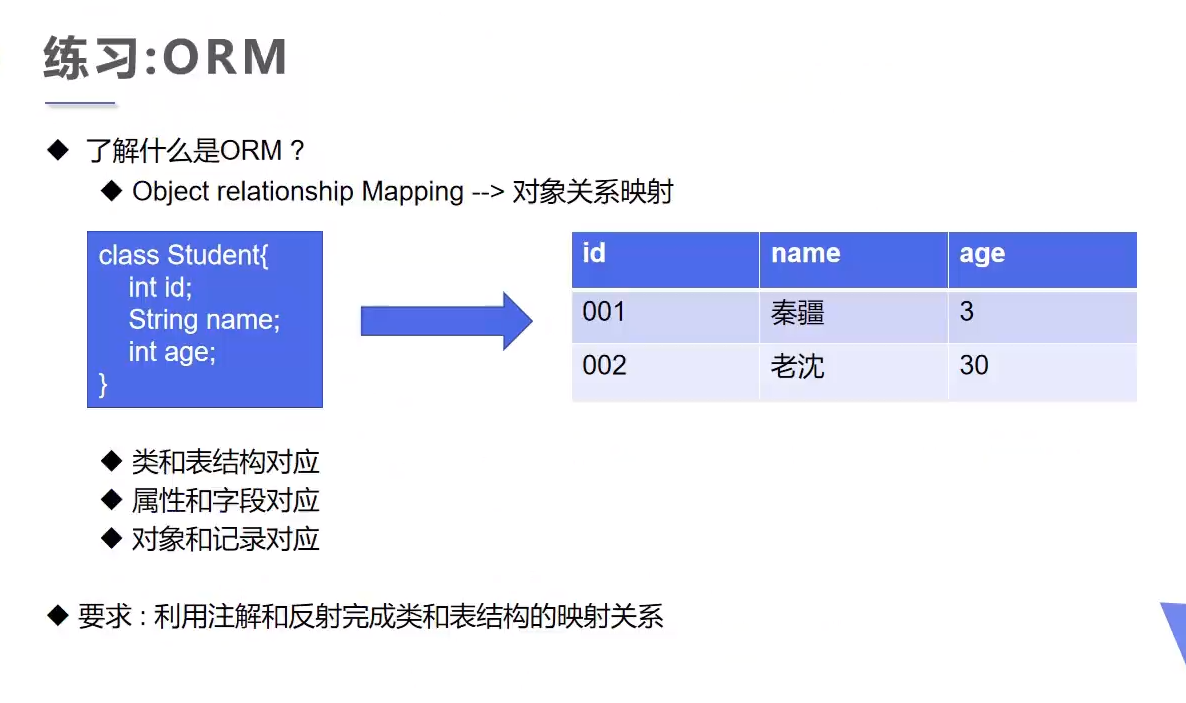 练习:ORM
◆ 了解什么是ORM？
◆ Object relationship Mapping --> 对象关系映射
class Student{
int id;
String name;
int age;
}
id name age
001 秦疆 3
002 老沈 30
◆ 类和表结构对应
◆ 属性和字段对应
◆ 对象和记录对应
◆ 要求 : 利用注解和反射完成类和表结构的映射关系